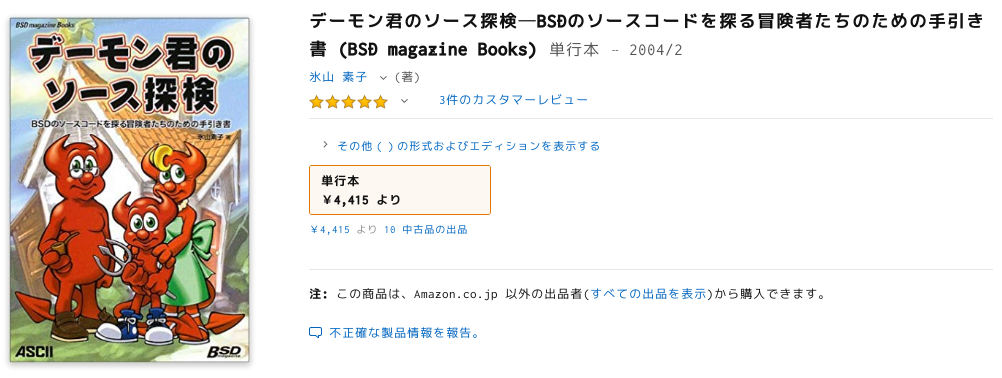 BSD magazine Books
デーモン君の
ソース探検
BSDのソースコードを探る冒険者たちのための手引き書
氷山素子 著
ASCII
BSD
magazine
デーモン君のソース探検―BSDのソースコードを探る冒険者たちのための手引き
書 (BSD magazine Books) 単行本 – 2004/2
氷山 素子 (著)
3件のカスタマーレビュー
その他 ( ) の形式およびエディションを表示する
単行本
￥4,415 より
￥4,415 より 10 中古品の出品
注: この商品は、Amazon.co.jp 以外の出品者(すべての出品を表示)から購入できます。
不正確な製品情報を報告。